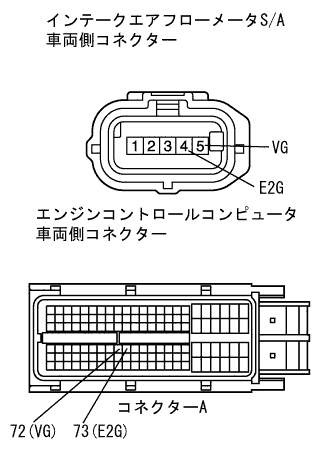 インテークエアフローメータS/A
車両側コネクター
1 2 3 4 5
VG
E2G
エンジンコントロールコンピュータ
車両側コネクター
コネクターA
72(VG) 73(E2G)